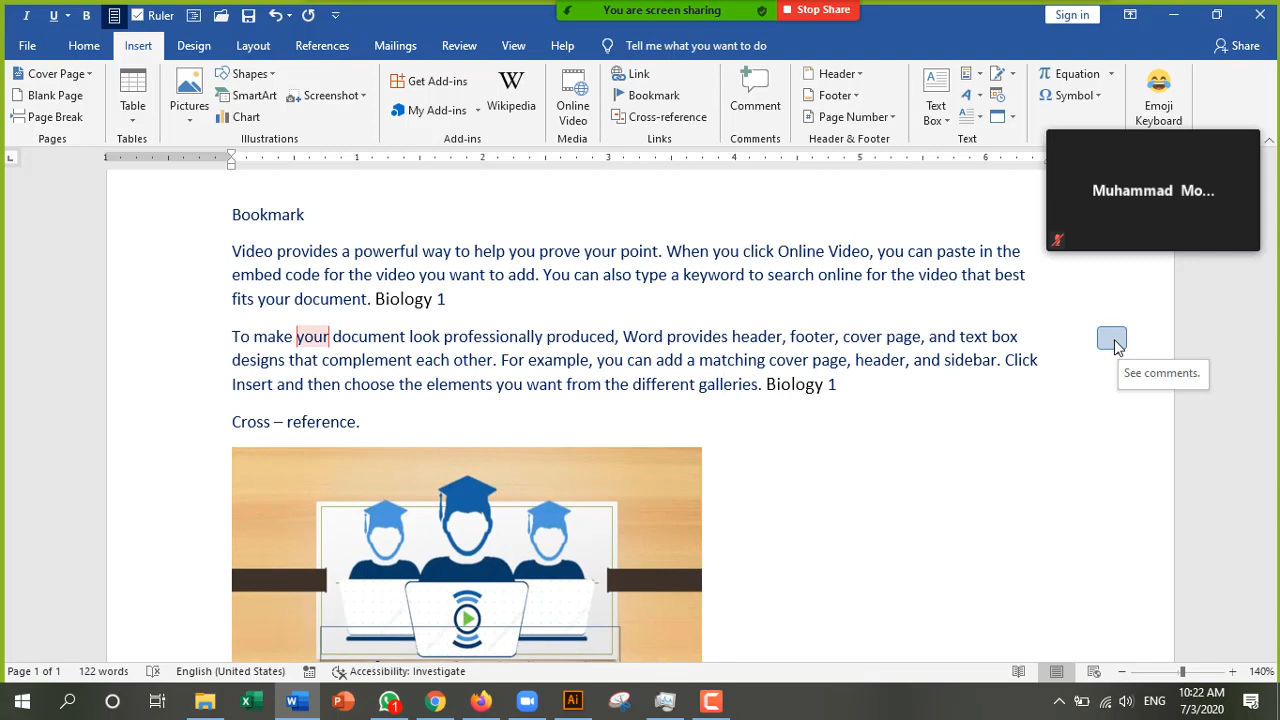 Ruler
You are screen sharing
Stop Share
Sign in
File Home Insert Design Layout References Mailings Review View Help Tell me what you want to do Share
Cover Page
Blank Page
Page Break
Pages
Table
Tables
Pictures
Shapes
SmartArt
Chart
Screenshot
Illustrations
Get Add-ins
My Add-ins
W
Wikipedia
Add-ins
Online
Video
Media
Link
Bookmark
Cross-reference
Links
Comment
Comments
Header
Footer
Page Number
Header & Footer
Text
Box
Text
Equation
Symbol
Symbols
Emoji
Keyboard
1 1 2 3 4 5 6
Muhammad Mo...
Bookmark
Video provides a powerful way to help you prove your point. When you click Online Video, you can paste in the
embed code for the video you want to add. You can also type a keyword to search online for the video that best
fits your document. Biology 1
To make your document look professionally produced, Word provides header, footer, cover page, and text box
designs that complement each other. For example, you can add a matching cover page, header, and sidebar. Click
Insert and then choose the elements you want from the different galleries. Biology 1
See comments.
Cross – reference.
Page 1 of 1 122 words English (United States) Accessibility: Investigate 140%
ENG
10:22 AM
7/3/2020